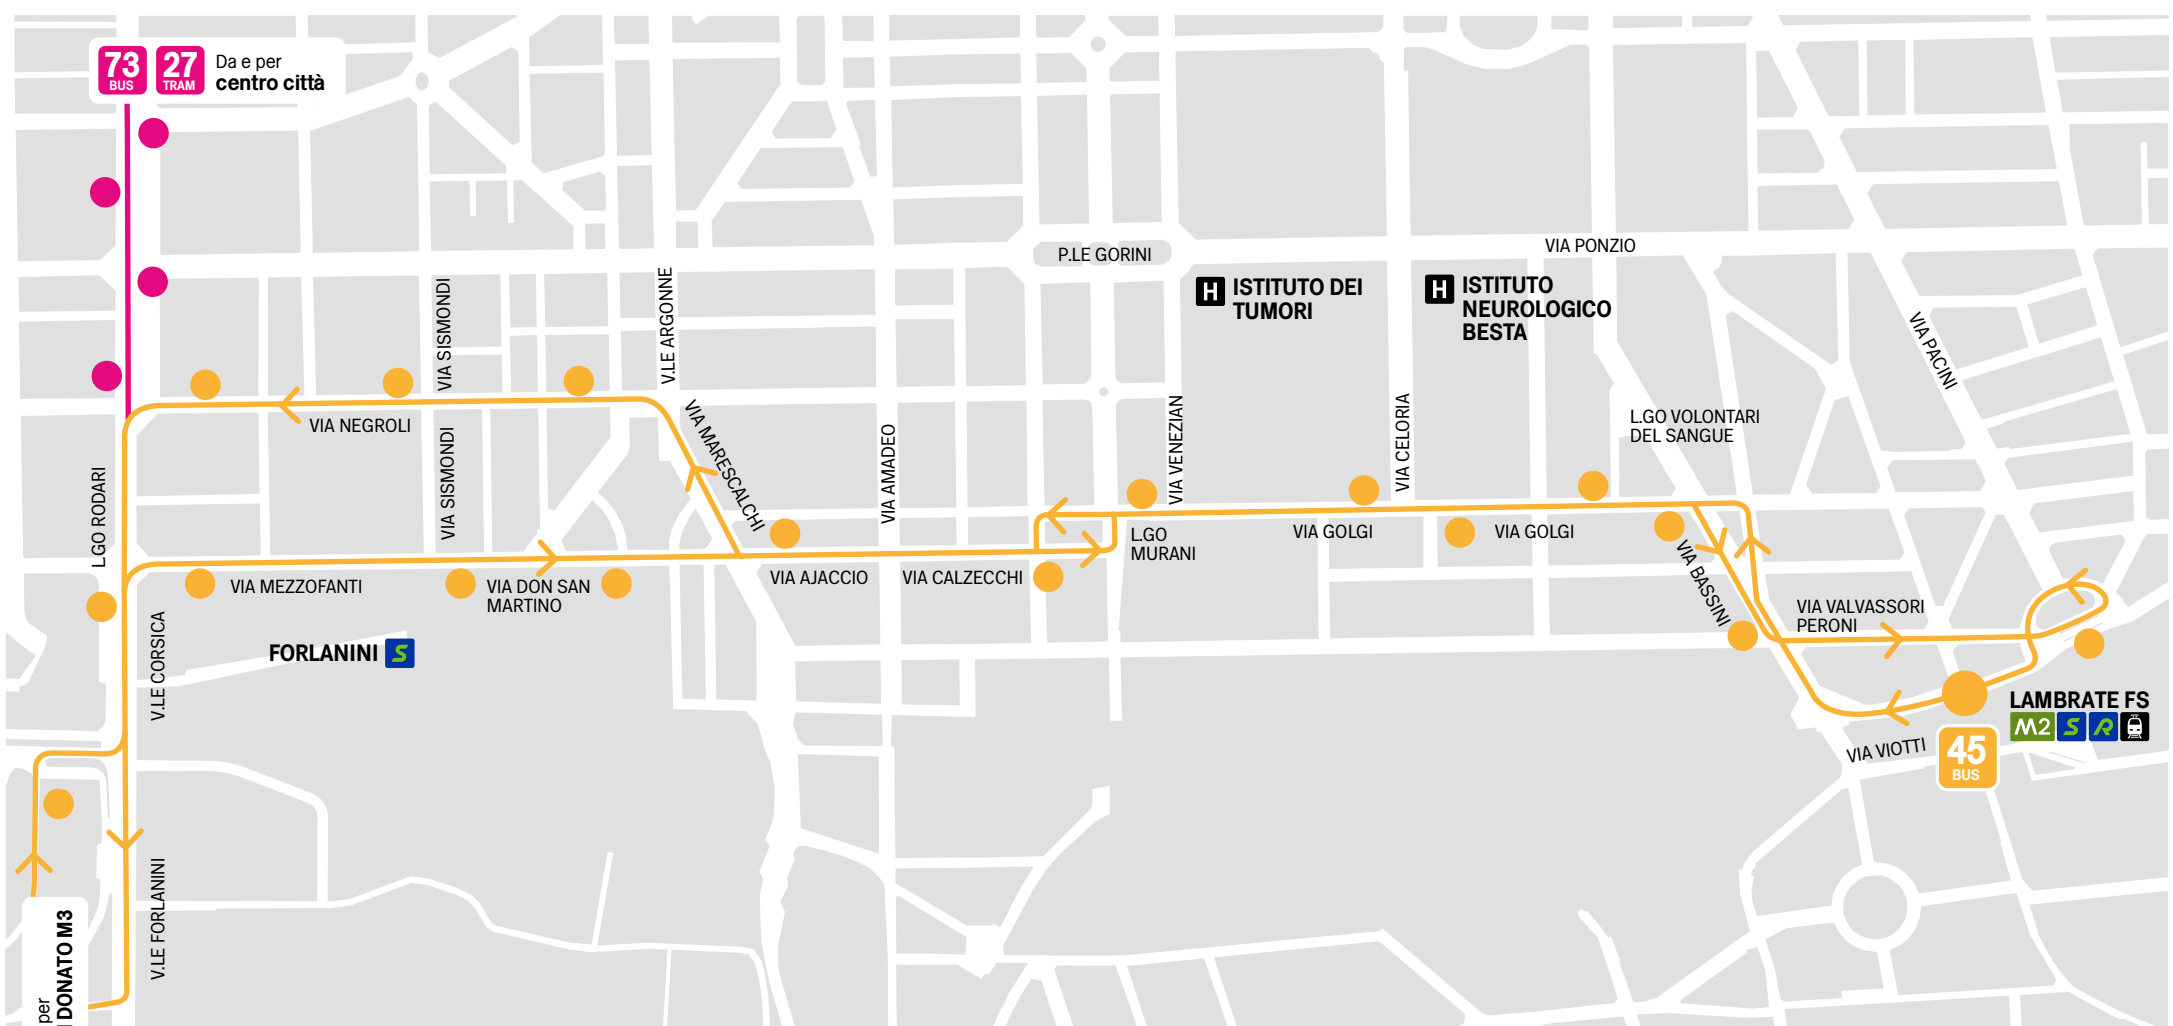 73
BUS
27
TRAM
Da e per
centro città
P.LE GORINI
VIA PONZIO
H
ISTITUTO DEI
TUMORI
H
ISTITUTO
NEUROLOGICO
BESTA
VIA SISMONDI
V.LE ARGONNE
VIA PACINI
VIA NEGROLI
VIA SISMONDI
VIA MARESCALCHI
VIA AMADEO
VIA VENEZIAN
VIA CELORIA
L.GO VOLONTARI
DEL SANGUE
L.GO RODARI
L.GO
MURANI
VIA GOLGI
VIA GOLGI
VIA MEZZOFANTI
VIA DON SAN
MARTINO
VIA AJACCIO
VIA CALZECCHI
VIA BASSINI
VIA VALVASSORI
PERONI
V.LE CORSICA
FORLANINI S
LAMBRATE FS
M2 S R
VIA VIOTTI
45
BUS
V.LE FORLANINI
per
DONATO M3